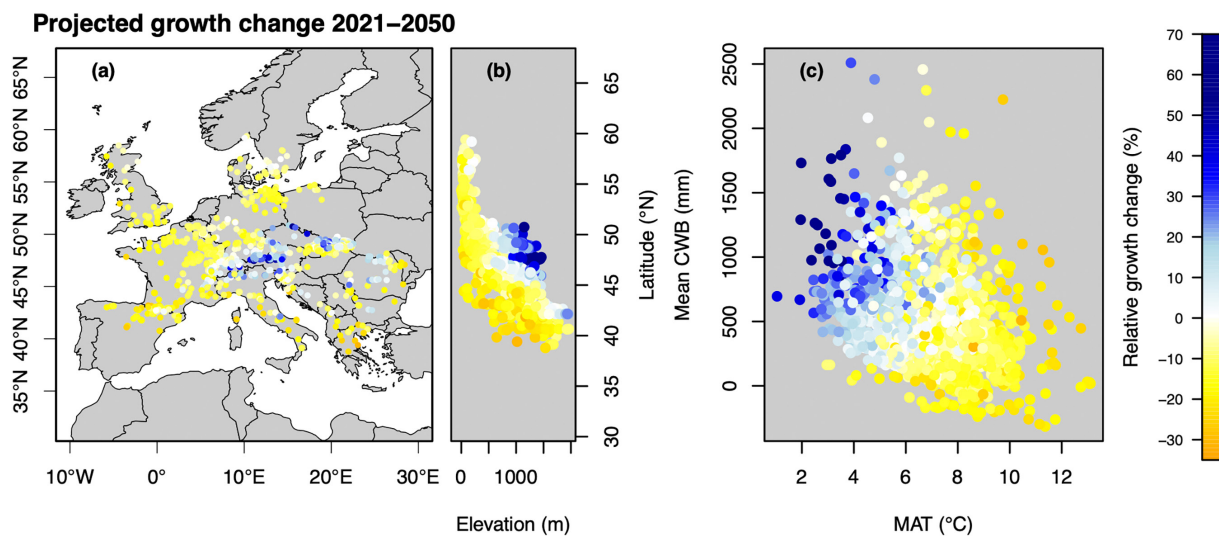 Projected growth change 2021−2050
(a)
35°N 40°N 45°N 50°N 55°N 60°N 65°N
10°W 0° 10°E 20°E 30°E
(b)
0 1000
Elevation (m)
30 35 40 45 50 55 60 65
Latitude (°N)
(c)
Mean CWB (mm)
0 500 1000 1500 2000 2500
2 4 6 8 10 12
MAT (°C)
Relative growth change (%)
70
60
50
40
30
20
10
0
−10
−20
−30